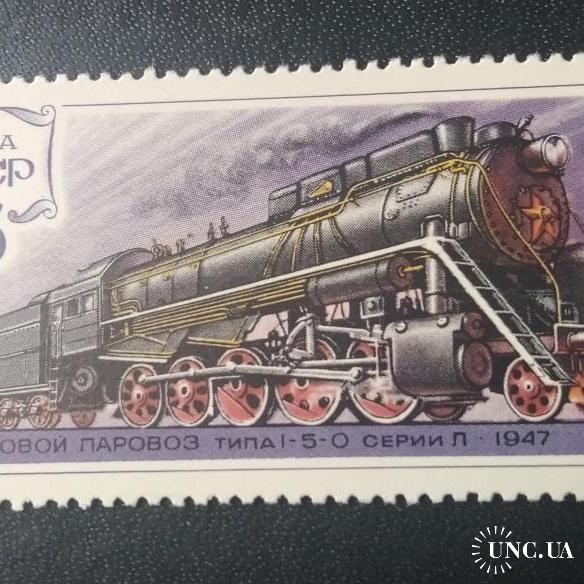 А
СР
ОВОЙ ПАРОВОЗ ТИПА 1-5-0 СЕРИИ Л · 1947
UNC.UA